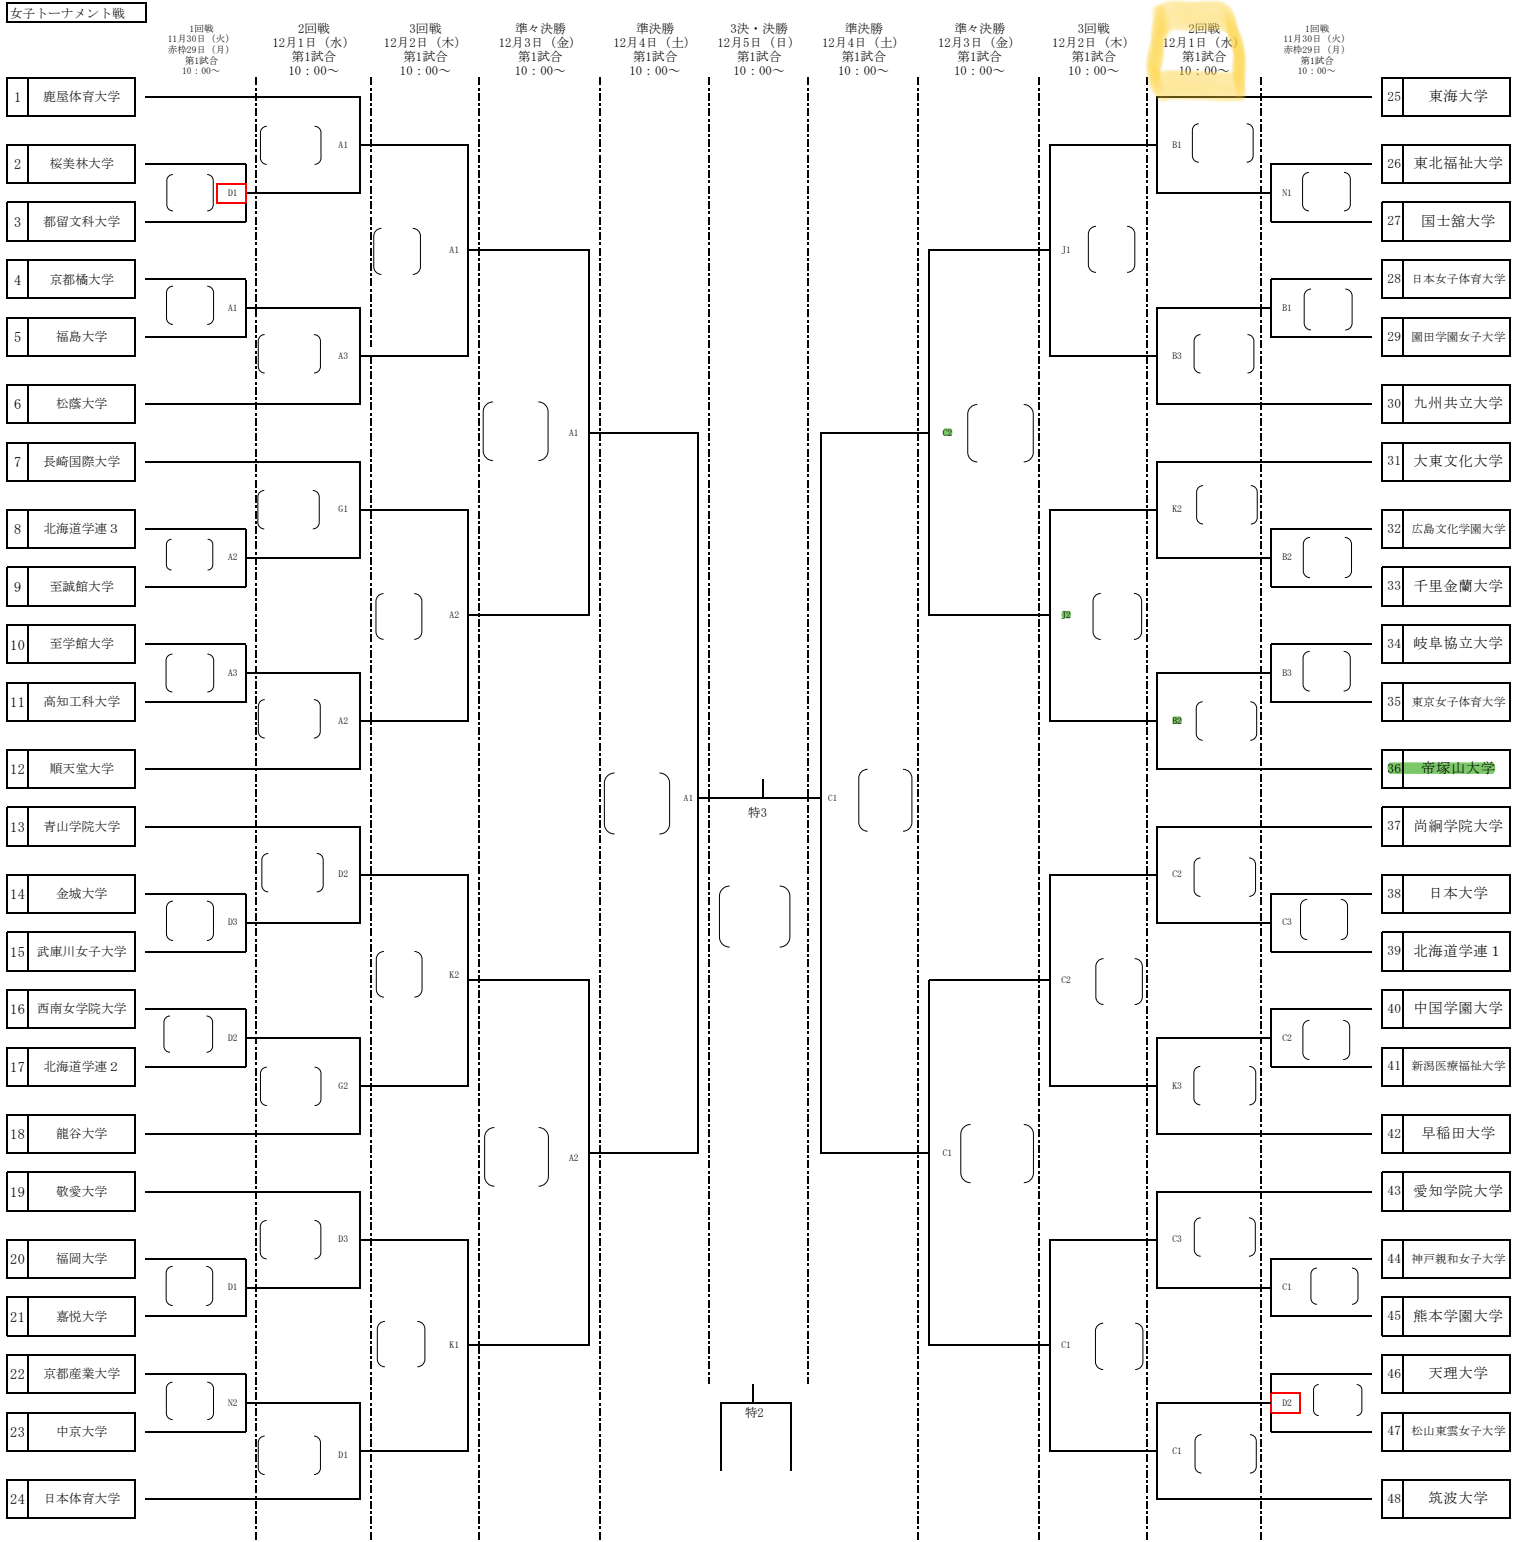 女子トーナメント戦
1回戦
11月30日（火）
赤枠29日（月）
第1試合
10：00～
2回戦
12月1日（水）
第1試合
10：00～
3回戦
12月2日（木）
第1試合
10：00～
準々決勝
12月3日（金）
第1試合
10：00～
準決勝
12月4日（土）
第1試合
10：00～
3決・決勝
12月5日（日）
第1試合
10：00～
準決勝
12月4日（土）
第1試合
10：00～
準々決勝
12月3日（金）
第1試合
10：00～
3回戦
12月2日（木）
第1試合
10：00～
2回戦
12月1日（水）
第1試合
10：00～
1回戦
11月30日（火）
赤枠29日（月）
第1試合
10：00～
1 鹿屋体育大学
2 桜美林大学
3 都留文科大学
4 京都橘大学
5 福島大学
6 松蔭大学
7 長崎国際大学
8 北海道学連３
9 至誠館大学
10 至学館大学
11 高知工科大学
12 順天堂大学
13 青山学院大学
14 金城大学
15 武庫川女子大学
16 西南女学院大学
17 北海道学連２
18 龍谷大学
19 敬愛大学
20 福岡大学
21 嘉悦大学
22 京都産業大学
23 中京大学
24 日本体育大学
D1
A1
A2
A3
D3
D2
D1
N2
A1
A3
G1
A2
D2
G2
D3
D1
A1
A2
K2
K1
A1
A2
A1
特3
特2
C1
C2
C1
J1
J2
C2
C1
B1
B3
K2
B2
C2
K3
C3
C1
N1
B1
B2
B3
C3
C2
C1
D2
25 東海大学
26 東北福祉大学
27 国士舘大学
28 日本女子体育大学
29 園田学園女子大学
30 九州共立大学
31 大東文化大学
32 広島文化学園大学
33 千里金蘭大学
34 岐阜協立大学
35 東京女子体育大学
36 帝塚山大学
37 尚絅学院大学
38 日本大学
39 北海道学連１
40 中国学園大学
41 新潟医療福祉大学
42 早稲田大学
43 愛知学院大学
44 神戸親和女子大学
45 熊本学園大学
46 天理大学
47 松山東雲女子大学
48 筑波大学